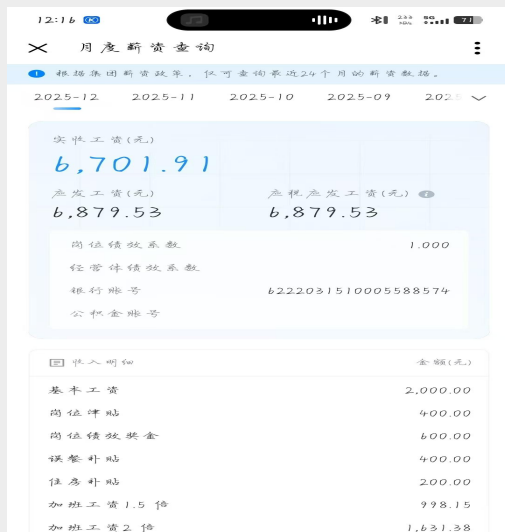 12:16
233 KB/s 5G 71
月度薪资查询
根据集团薪资政策，仅可查询最近24个月的薪资数据。
2025-12 2025-11 2025-10 2025-09 2025
实收工资(元)
6,701.91
应发工资(元) 应税应发工资(元)
6,879.53 6,879.53
岗位绩效系数 1.000
经营体绩效系数
银行账号 6222031510005588574
公积金账号
收入明细 金额(元)
基本工资 2,000.00
岗位津贴 400.00
岗位绩效奖金 600.00
误餐补贴 400.00
住房补贴 200.00
加班工资1.5倍 998.15
加班工资2倍 1,631.38